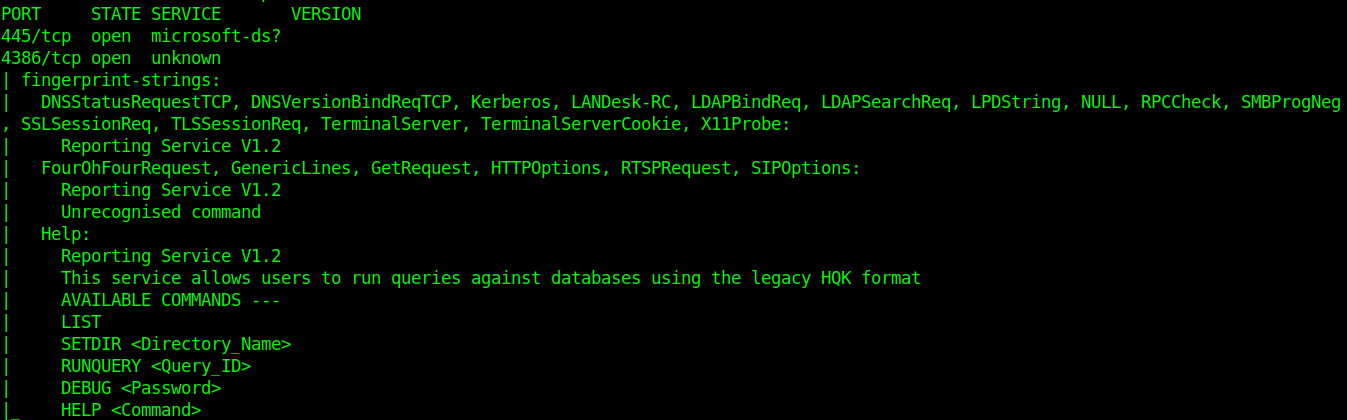 PORT     STATE SERVICE       VERSION
445/tcp  open  microsoft-ds?
4386/tcp open  unknown
| fingerprint-strings:
|   DNSStatusRequestTCP, DNSVersionBindReqTCP, Kerberos, LANDesk-RC, LDAPBindReq, LDAPSearchReq, LPDString, NULL, RPCCheck, SMBProgNeg
, SSLSessionReq, TLSSessionReq, TerminalServer, TerminalServerCookie, X11Probe:
|     Reporting Service V1.2
|   FourOhFourRequest, GenericLines, GetRequest, HTTPOptions, RTSPRequest, SIPOptions:
|     Reporting Service V1.2
|     Unrecognised command
|   Help:
|     Reporting Service V1.2
|     This service allows users to run queries against databases using the legacy HQK format
|     AVAILABLE COMMANDS ---
|     LIST
|     SETDIR <Directory_Name>
|     RUNQUERY <Query_ID>
|     DEBUG <Password>
|_    HELP <Command>